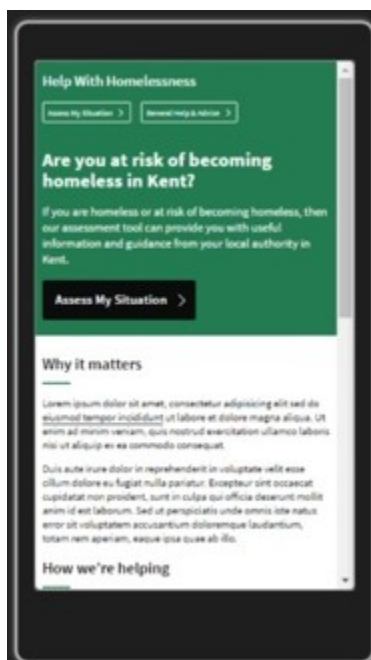 Help With Homelessness
Assess My Situation
General Help & Advice
Are you at risk of becoming
homeless in Kent?
If you are homeless or at risk of becoming homeless, then
our assessment tool can provide you with useful
information and guidance from your local authority in
Kent.
Assess My Situation
Why it matters
Lorem ipsum dolor sit amet, consectetur adipisicing elit sed do
eiusmod tempor incididunt ut labore et dolore magna aliqua. Ut
enim ad minim veniam, quis nostrud exercitation ullamco laboris
nisi ut aliquip ex ea commodo consequat.
Duis aute irure dolor in reprehenderit in voluptate velit esse
cillum dolore eu fugiat nulla pariatur. Excepteur sint occaecat
cupidatat non proident, sunt in culpa qui officia deserunt mollit
anim id est laborum. Sed ut perspiciatis unde omnis iste natus
error sit voluptatem accusantium doloremque laudantium,
totam rem aperiam, eaque ipsa quae ab illo.
How we're helping